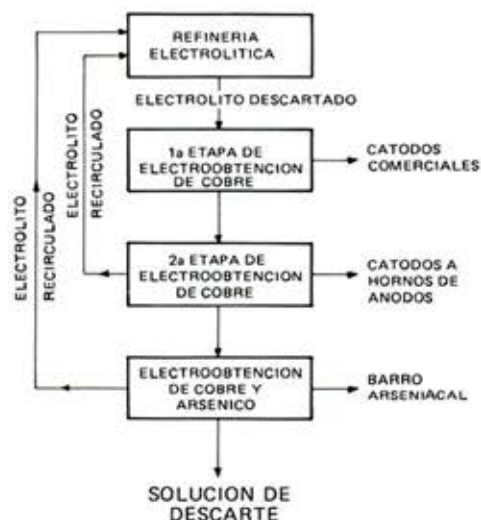 REFINERIA
ELECTROLITICA
ELECTROLITO DESCARTADO
ELECTROLITO
RECIRCULADO
ELECTROLITO
RECIRCULADO
1a ETAPA DE
ELECTROOBTENCION
DE COBRE
CATODOS
COMERCIALES
2a ETAPA DE
ELECTROOBTENCION
DE COBRE
CATODOS A
HORNOS DE
ANODOS
ELECTROOBTENCION
DE COBRE Y
ARSENICO
BARRO
ARSENIACAL
SOLUCION DE
DESCARTE